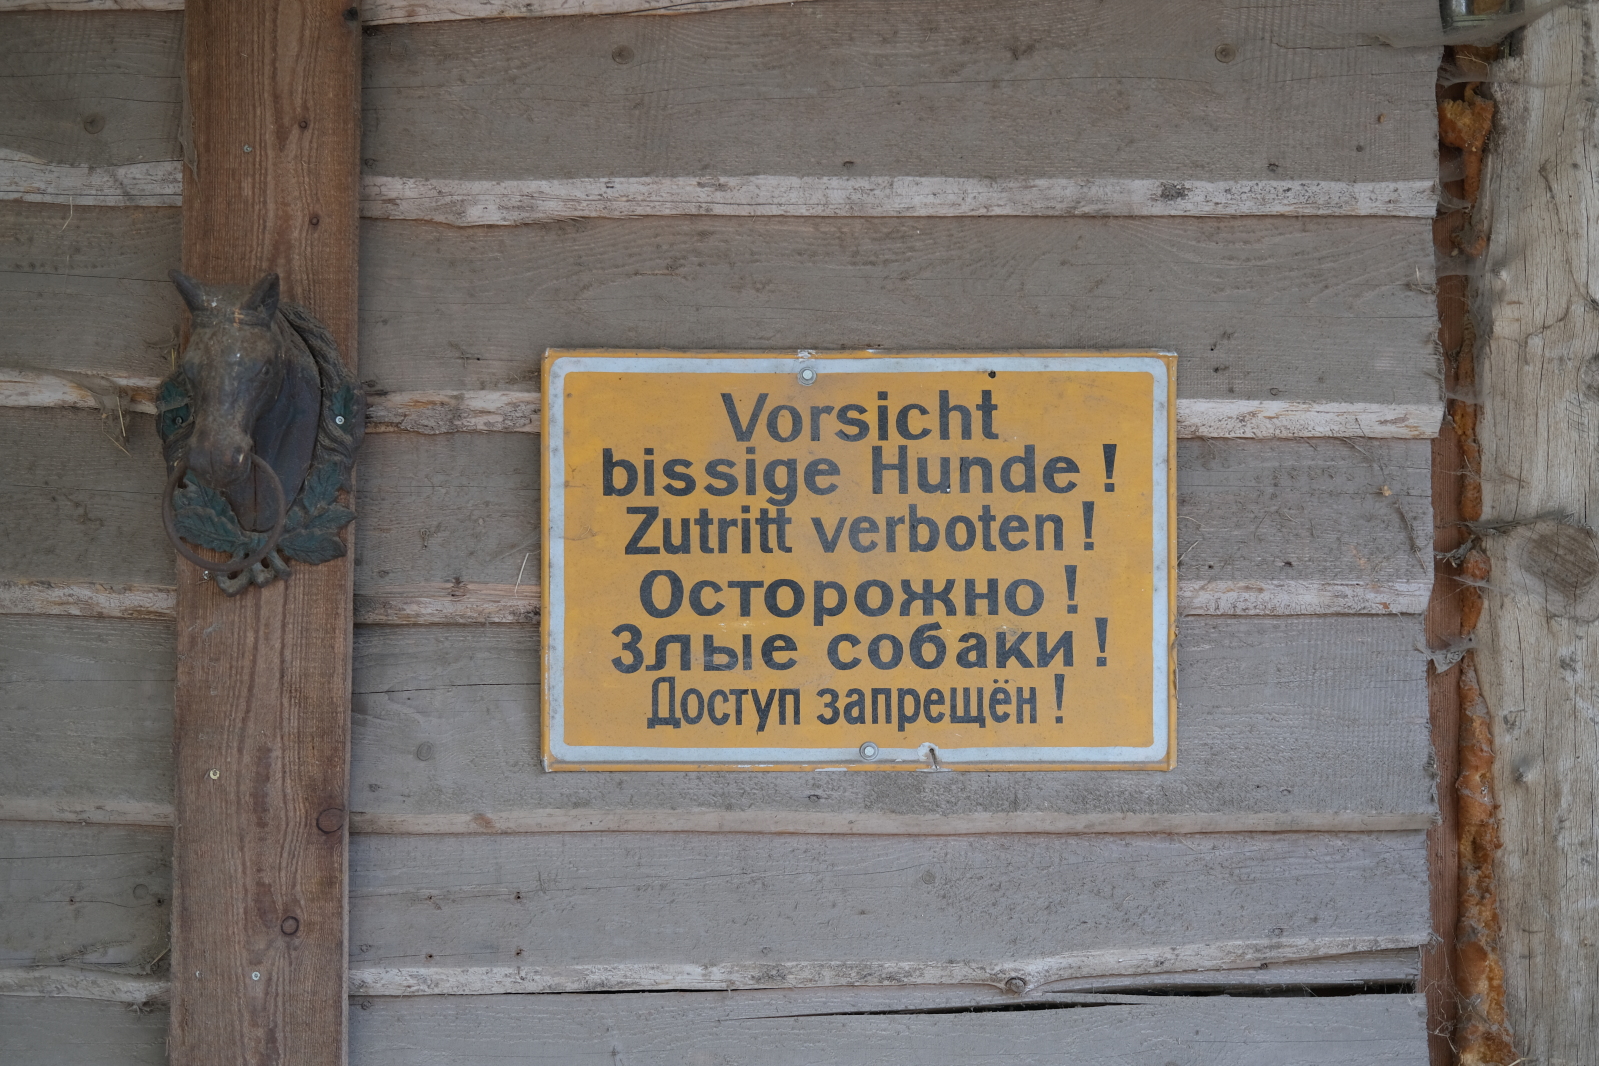 Vorsicht
bissige Hunde !
Zutritt verboten !
Осторожно !
Злые собаки !
Доступ запрещён !